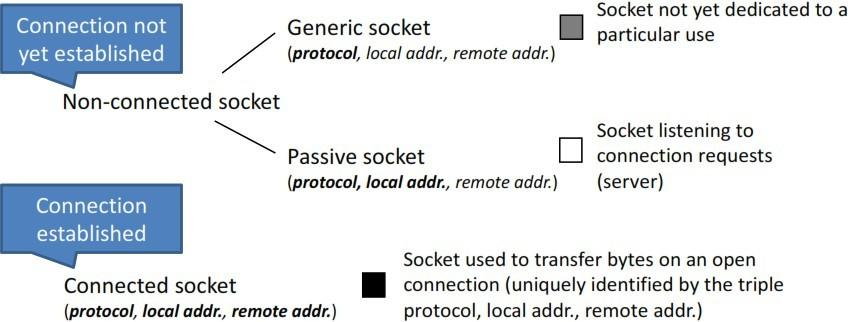 Connection not
yet established
Generic socket
(protocol, local addr., remote addr.)
Socket not yet dedicated to a
particular use
Non-connected socket
Passive socket
(protocol, local addr., remote addr.)
Socket listening to
connection requests
(server)
Connection
established
Connected socket
(protocol, local addr., remote addr.)
Socket used to transfer bytes on an open
connection (uniquely identified by the triple
protocol, local addr., remote addr.)